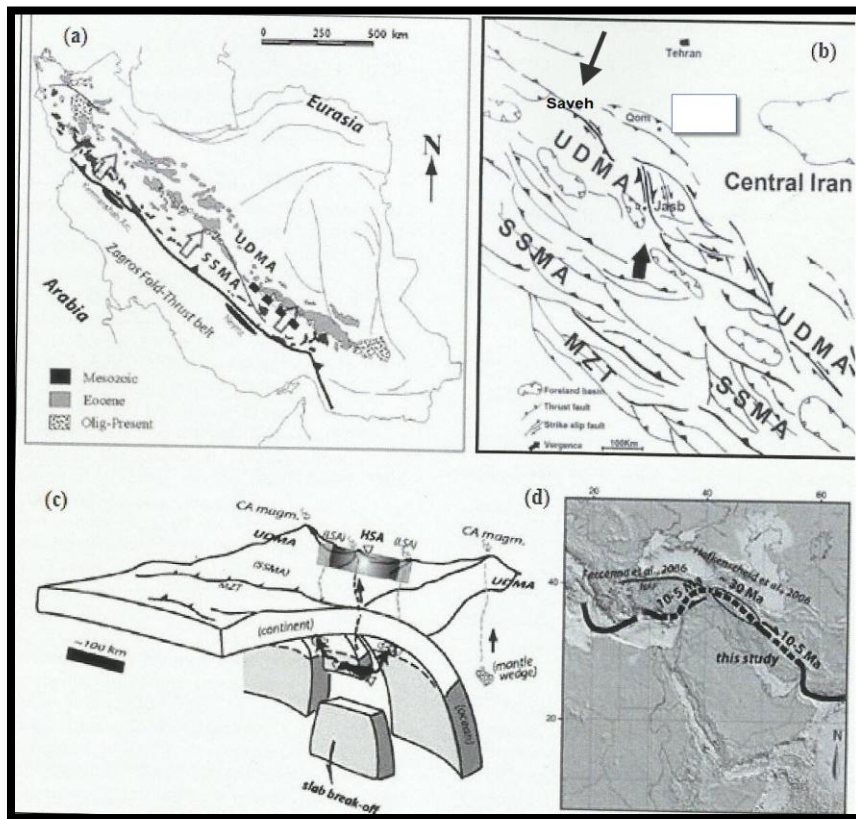 (a)
0 250 500 km
Eurasia
N
UDMA
SSMA
Zagros Fold-Thrust belt
Arabia
Mesozoic
Eocene
Olig-Present
(b)
Tehran
Saveh
Qom
UDMA
Central Iran
Jasb
SSMA
UDMA
MZT
SSMA
Foreland basin
Thrust fault
Strike slip fault
Vergence
100Km
(c)
CA magm.
UDMA
(LSA)
HSA
(LSA)
CA magm.
(SSMA)
MZT
UDMA
(continent)
~100 km
(mantle
wedge)
(ocean)
slab break-off
(d)
20 40 60
Faccenna et al., 2006
Hafkenscheid et al., 2006
40
10-5 Ma
~30 Ma
10-5 Ma
this study
20
N